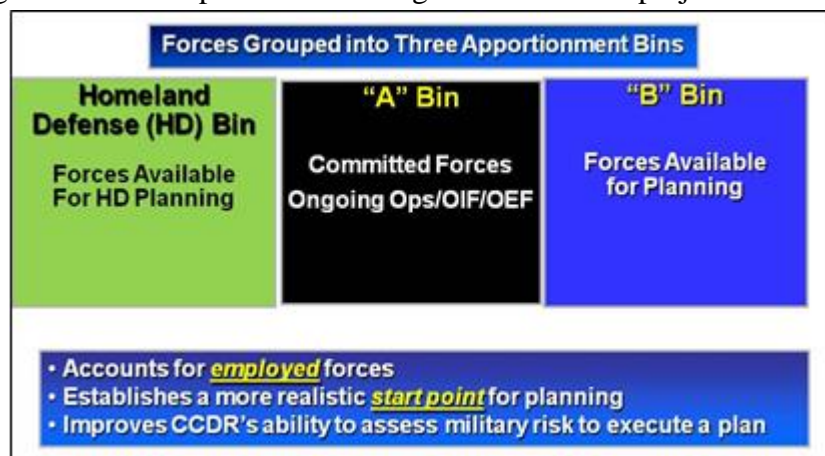 Forces Grouped into Three Apportionment Bins
Homeland
Defense (HD) Bin
Forces Available
For HD Planning
“A” Bin
Committed Forces
Ongoing Ops/OIF/OEF
“B” Bin
Forces Available
for Planning
• Accounts for employed forces
• Establishes a more realistic start point for planning
• Improves CCDR's ability to assess military risk to execute a plan